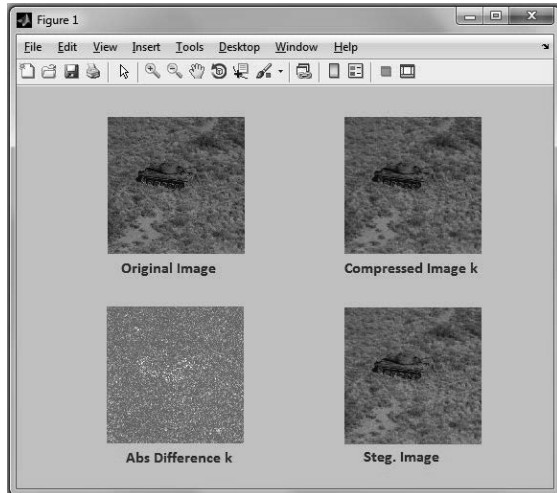 Figure 1
File Edit View Insert Tools Desktop Window Help
Original Image
Compressed Image k
Abs Difference k
Steg. Image